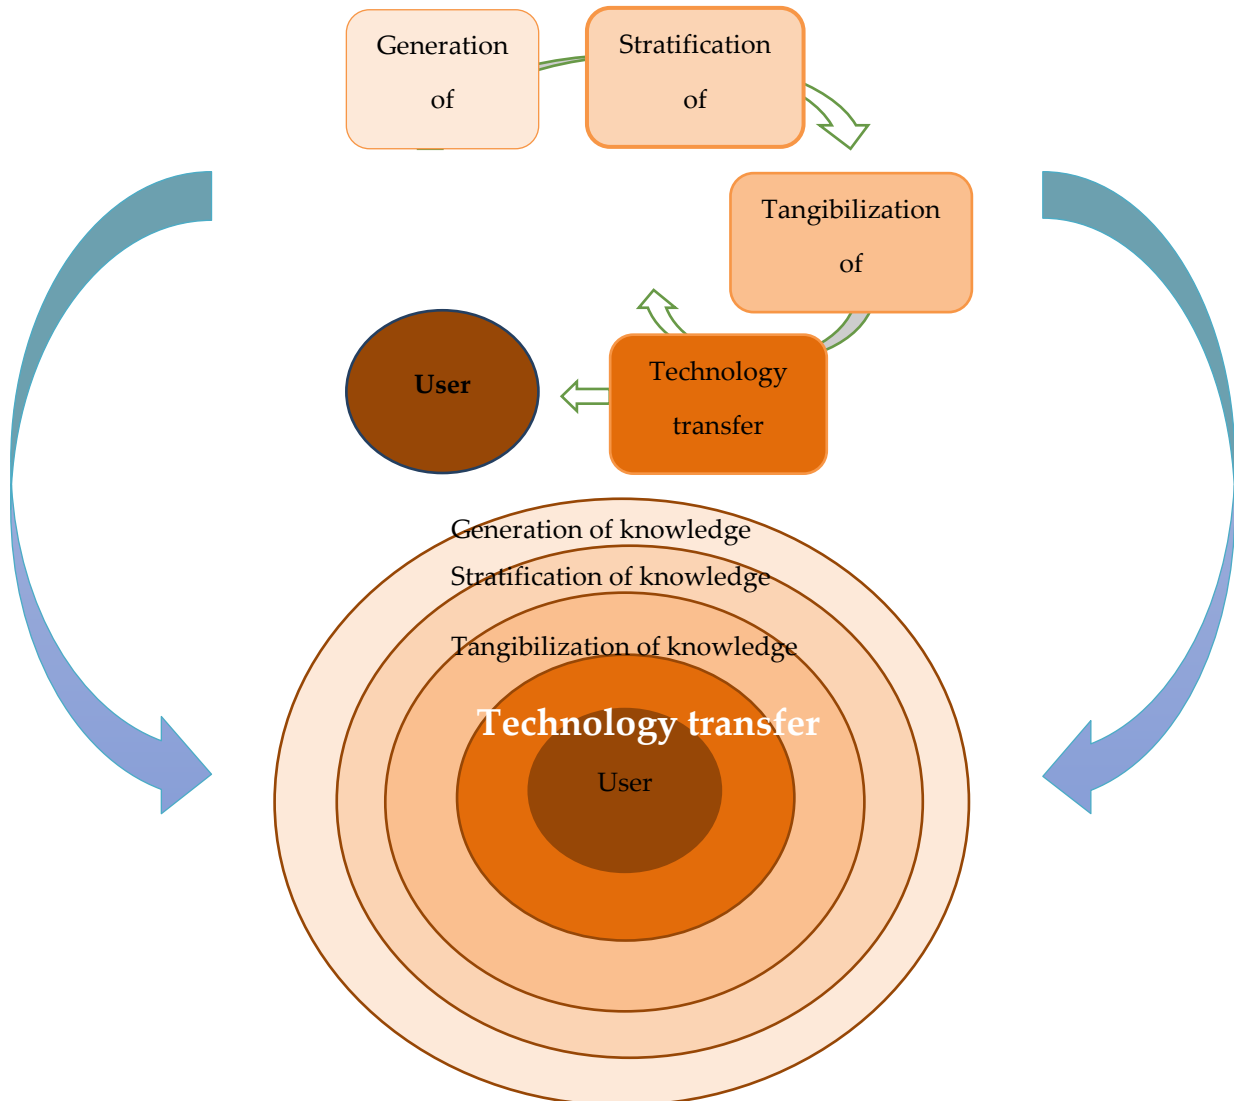 Generation
of
Stratification
of
Tangibilization
of
User
Technology
transfer
Generation of knowledge
Stratification of knowledge
Tangibilization of knowledge
Technology transfer
User